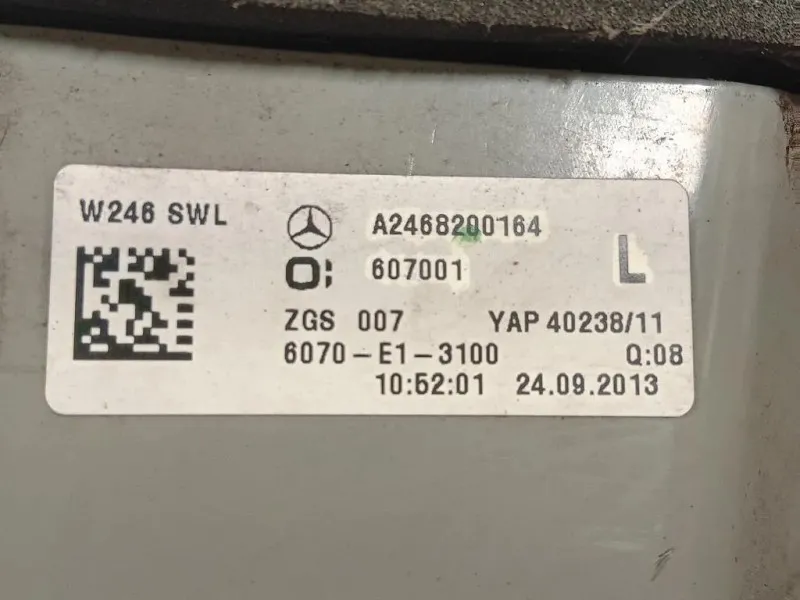 W246 SWL
A2468200164
O: 607001
L
ZGS 007 YAP 40238/11
6070-E1-3100 Q:08
10:52:01 24.09.2013